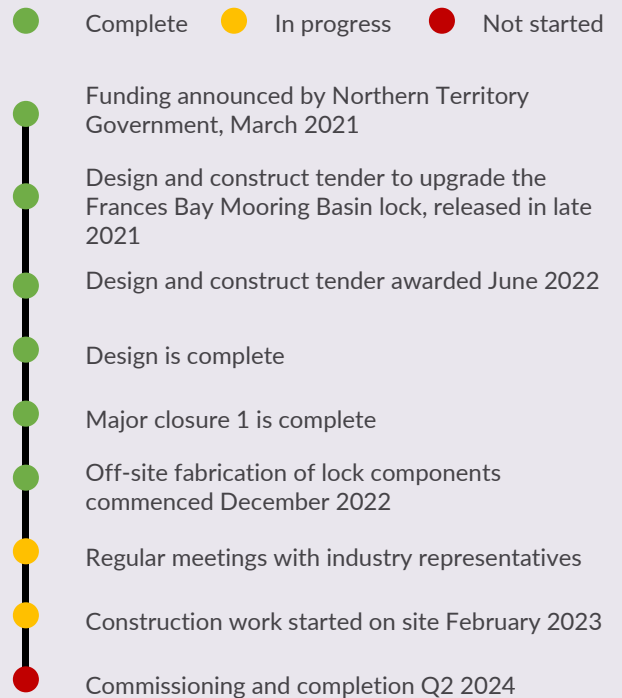 Complete In progress Not started
Funding announced by Northern Territory
Government, March 2021
Design and construct tender to upgrade the
Frances Bay Mooring Basin lock, released in late
2021
Design and construct tender awarded June 2022
Design is complete
Major closure 1 is complete
Off-site fabrication of lock components
commenced December 2022
Regular meetings with industry representatives
Construction work started on site February 2023
Commissioning and completion Q2 2024